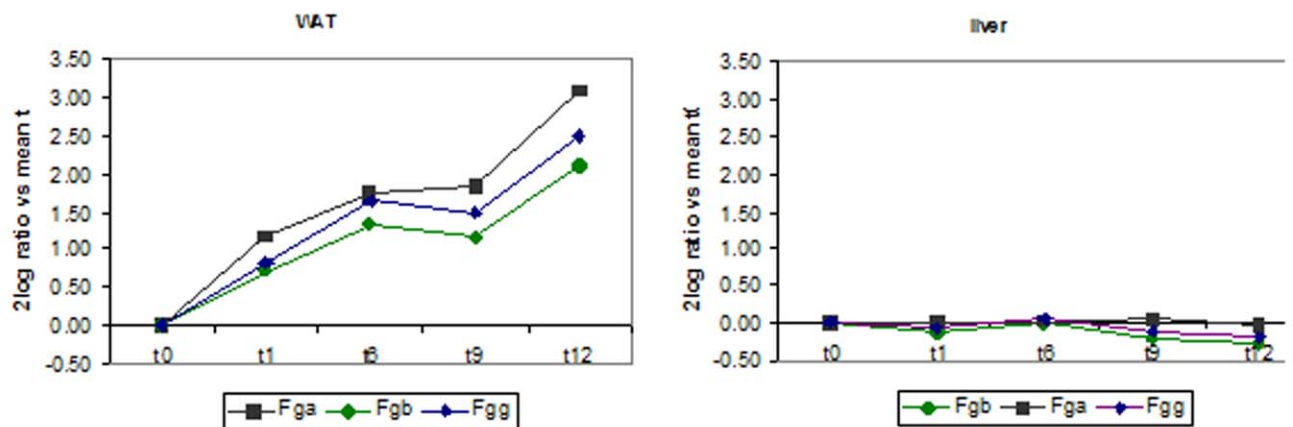 WAT
2log ratio vs mean t
3.50
3.00
2.50
2.00
1.50
1.00
0.50
0.00
-0.50
t0 t1 t6 t9 t12
Fga Fgb Fgg
liver
2log ratio vs mean t(
3.50
3.00
2.50
2.00
1.50
1.00
0.50
0.00
-0.50
t0 t1 t6 t9 t12
Fgb Fga Fgg